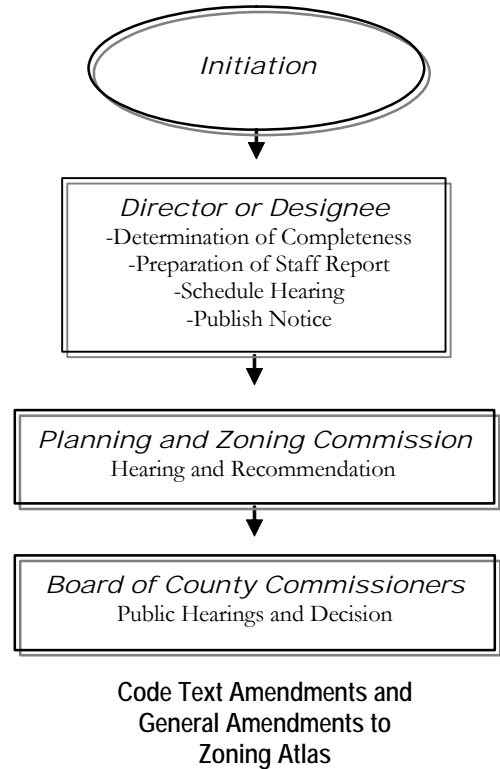 Initiation
Director or Designee
-Determination of Completeness
-Preparation of Staff Report
-Schedule Hearing
-Publish Notice
Planning and Zoning Commission
Hearing and Recommendation
Board of County Commissioners
Public Hearings and Decision
Code Text Amendments and
General Amendments to
Zoning Atlas